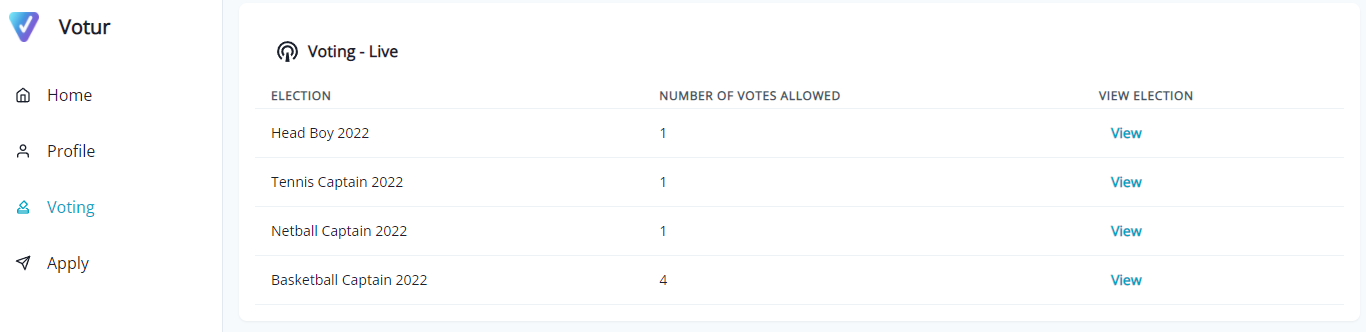 Votur
Home
Profile
Voting
Apply
Voting - Live
ELECTION NUMBER OF VOTES ALLOWED VIEW ELECTION
Head Boy 2022 1 View
Tennis Captain 2022 1 View
Netball Captain 2022 1 View
Basketball Captain 2022 4 View